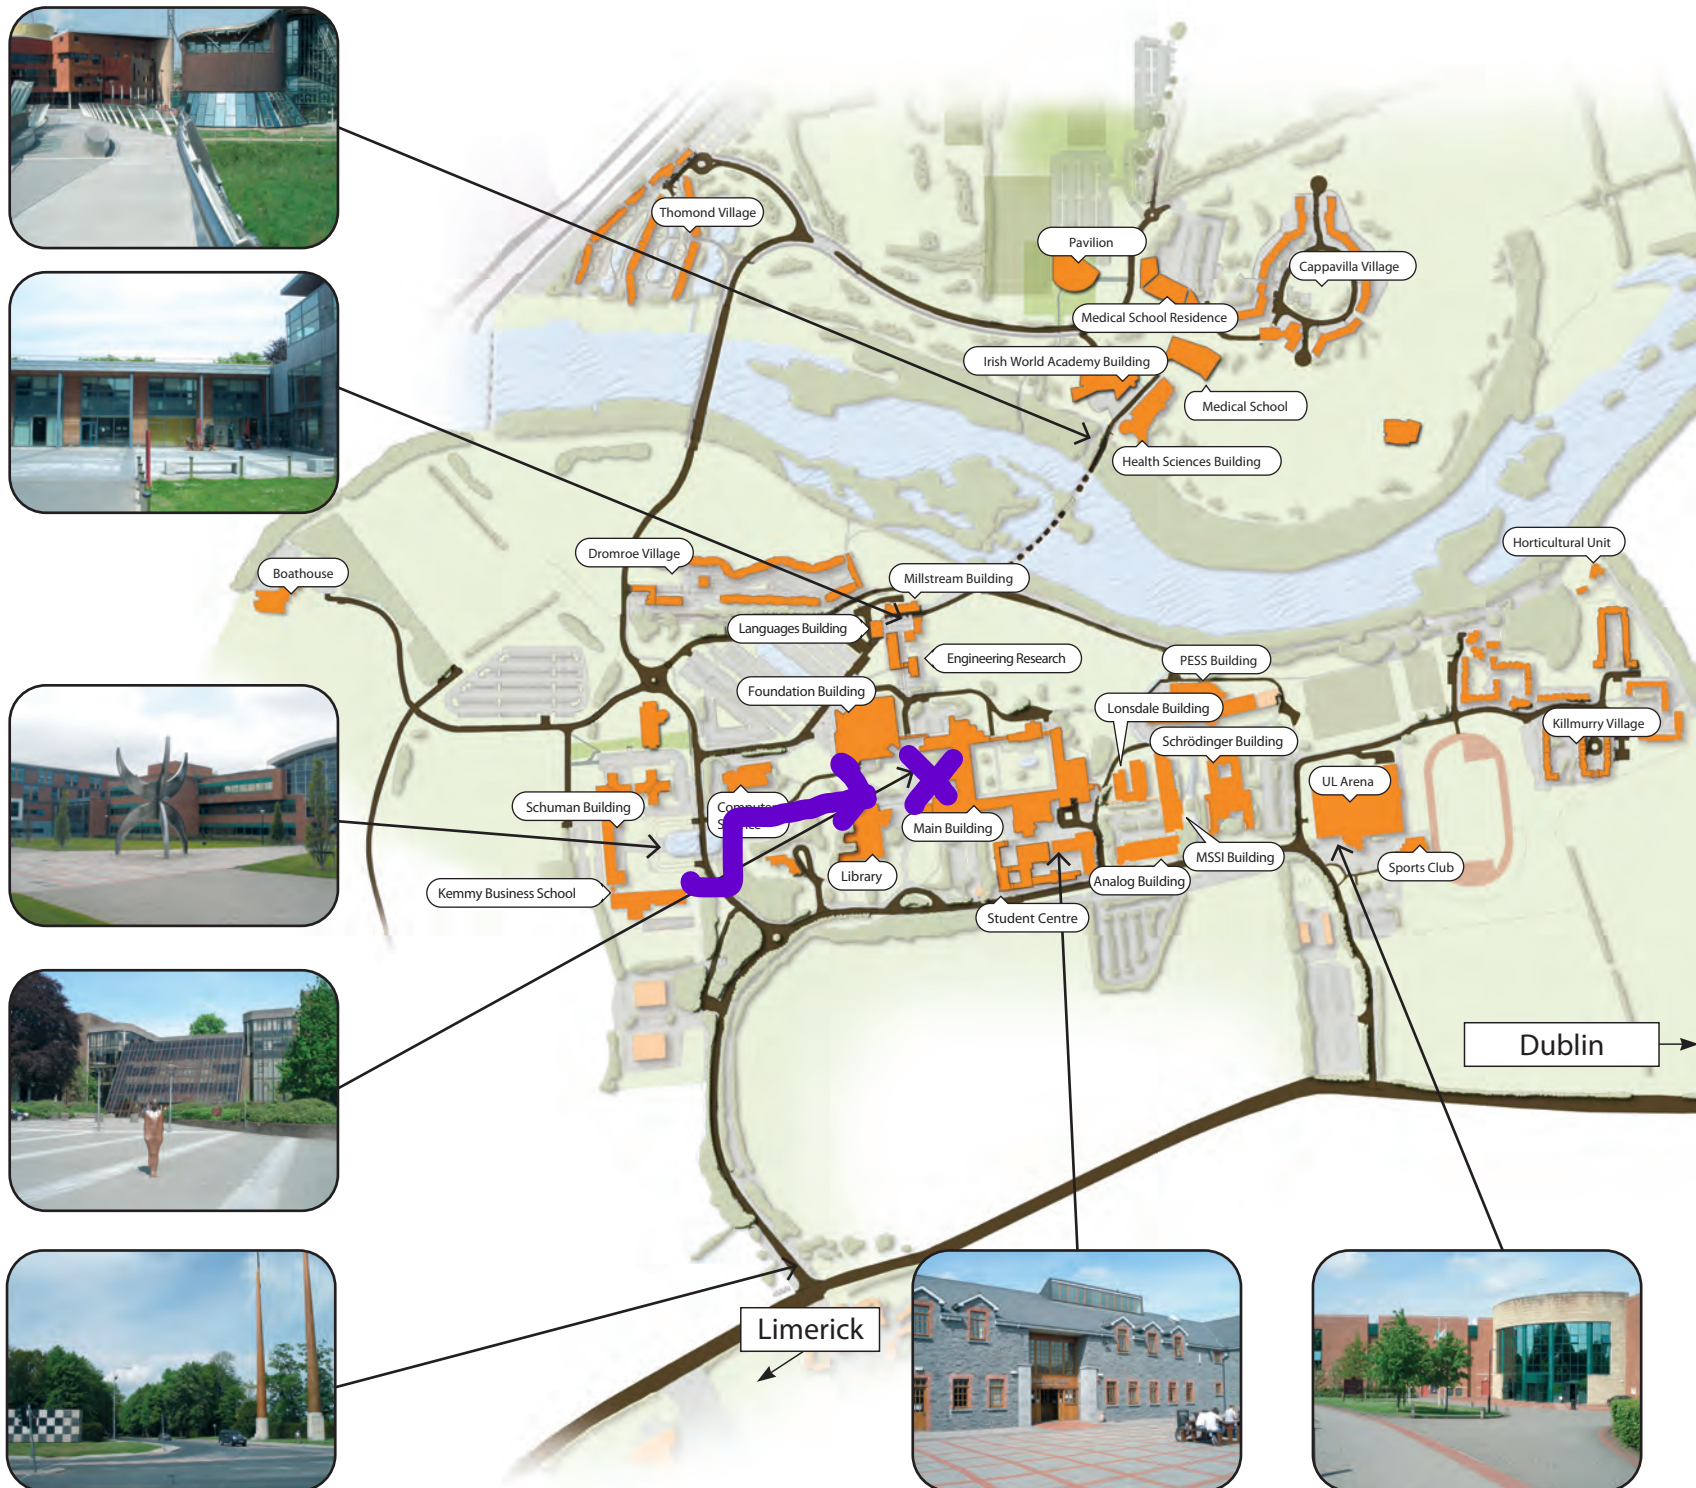 Thomond Village
Pavilion
Cappavilla Village
Medical School Residence
Irish World Academy Building
Medical School
Health Sciences Building
Horticultural Unit
Dromroe Village
Boathouse
Millstream Building
Languages Building
Engineering Research
PESS Building
Foundation Building
Lonsdale Building
Killmurry Village
Schrödinger Building
UL Arena
Schuman Building
Main Building
MSSI Building
Sports Club
Library
Analog Building
Kemmy Business School
Student Centre
Dublin
Limerick